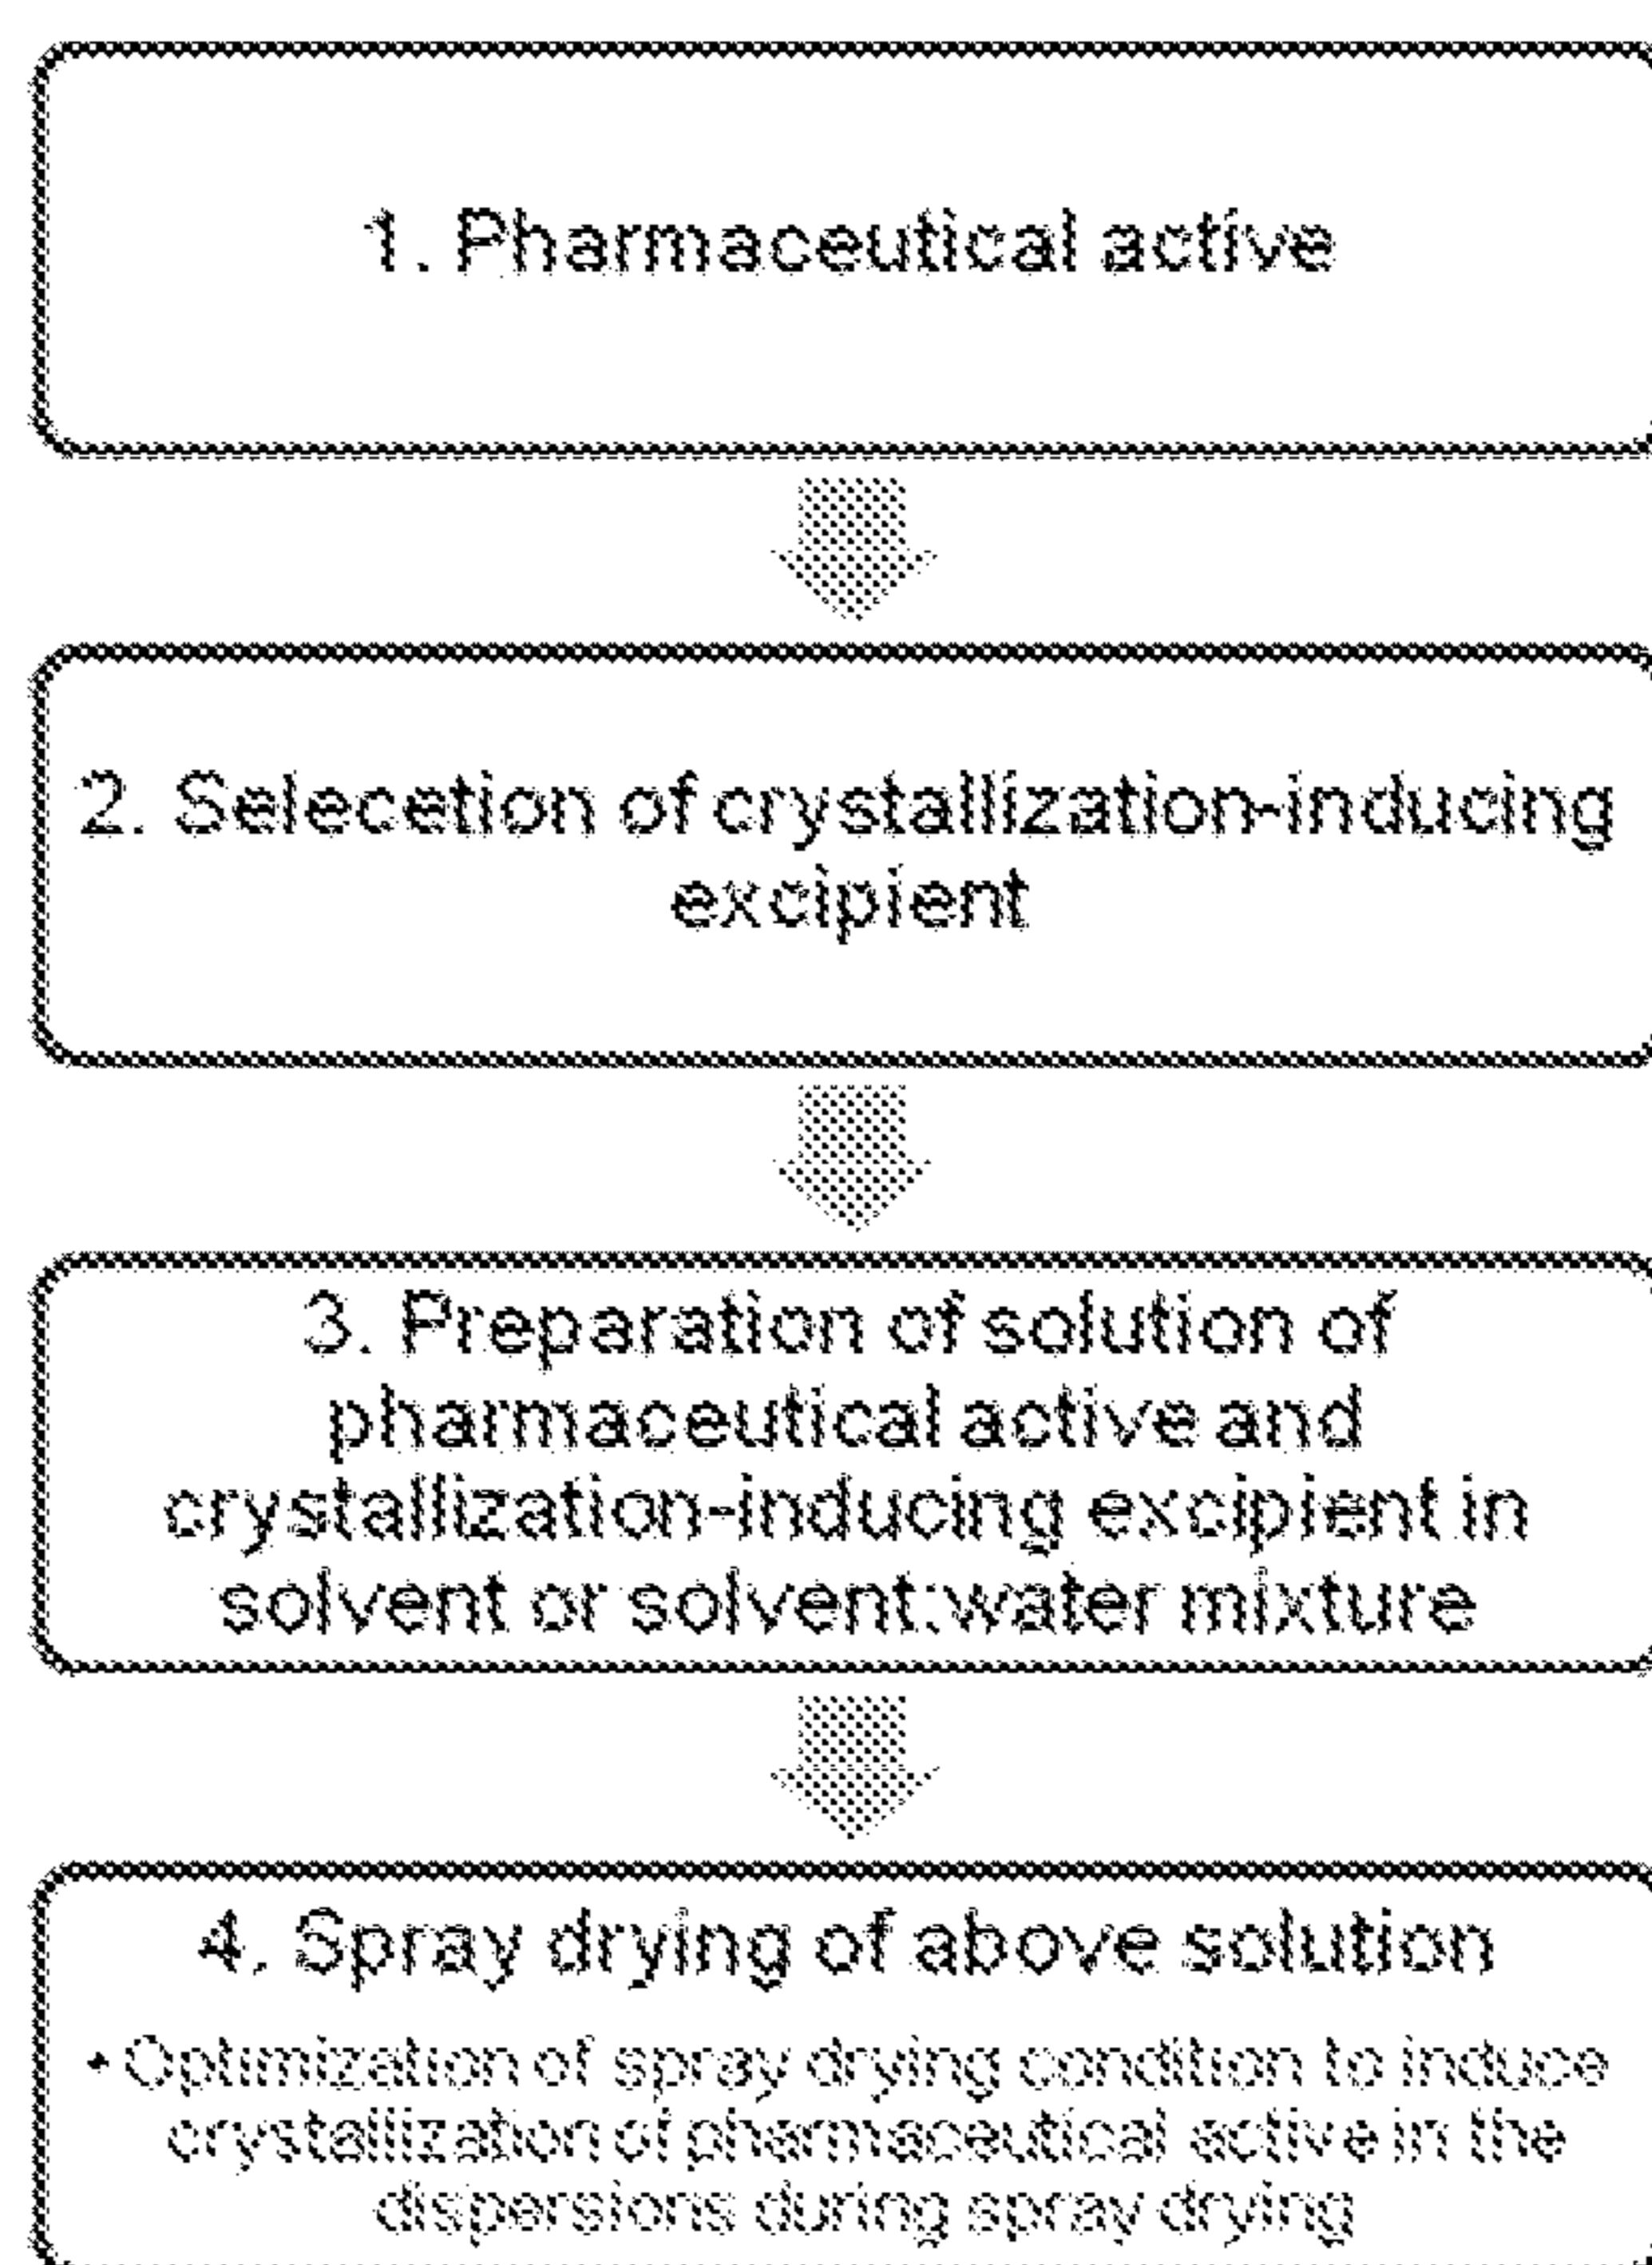 1. Pharmaceutical active
2. Selecetion of crystallization-inducing
excipient
3. Preparation of solution of
pharmaceutical active and
crystallization-inducing excipient in
solvent or solvent:water mixture
4. Spray drying of above solution
• Optimization of spray drying condition to induce
crystallization of pharmaceutical active in the
dispersions during spray drying